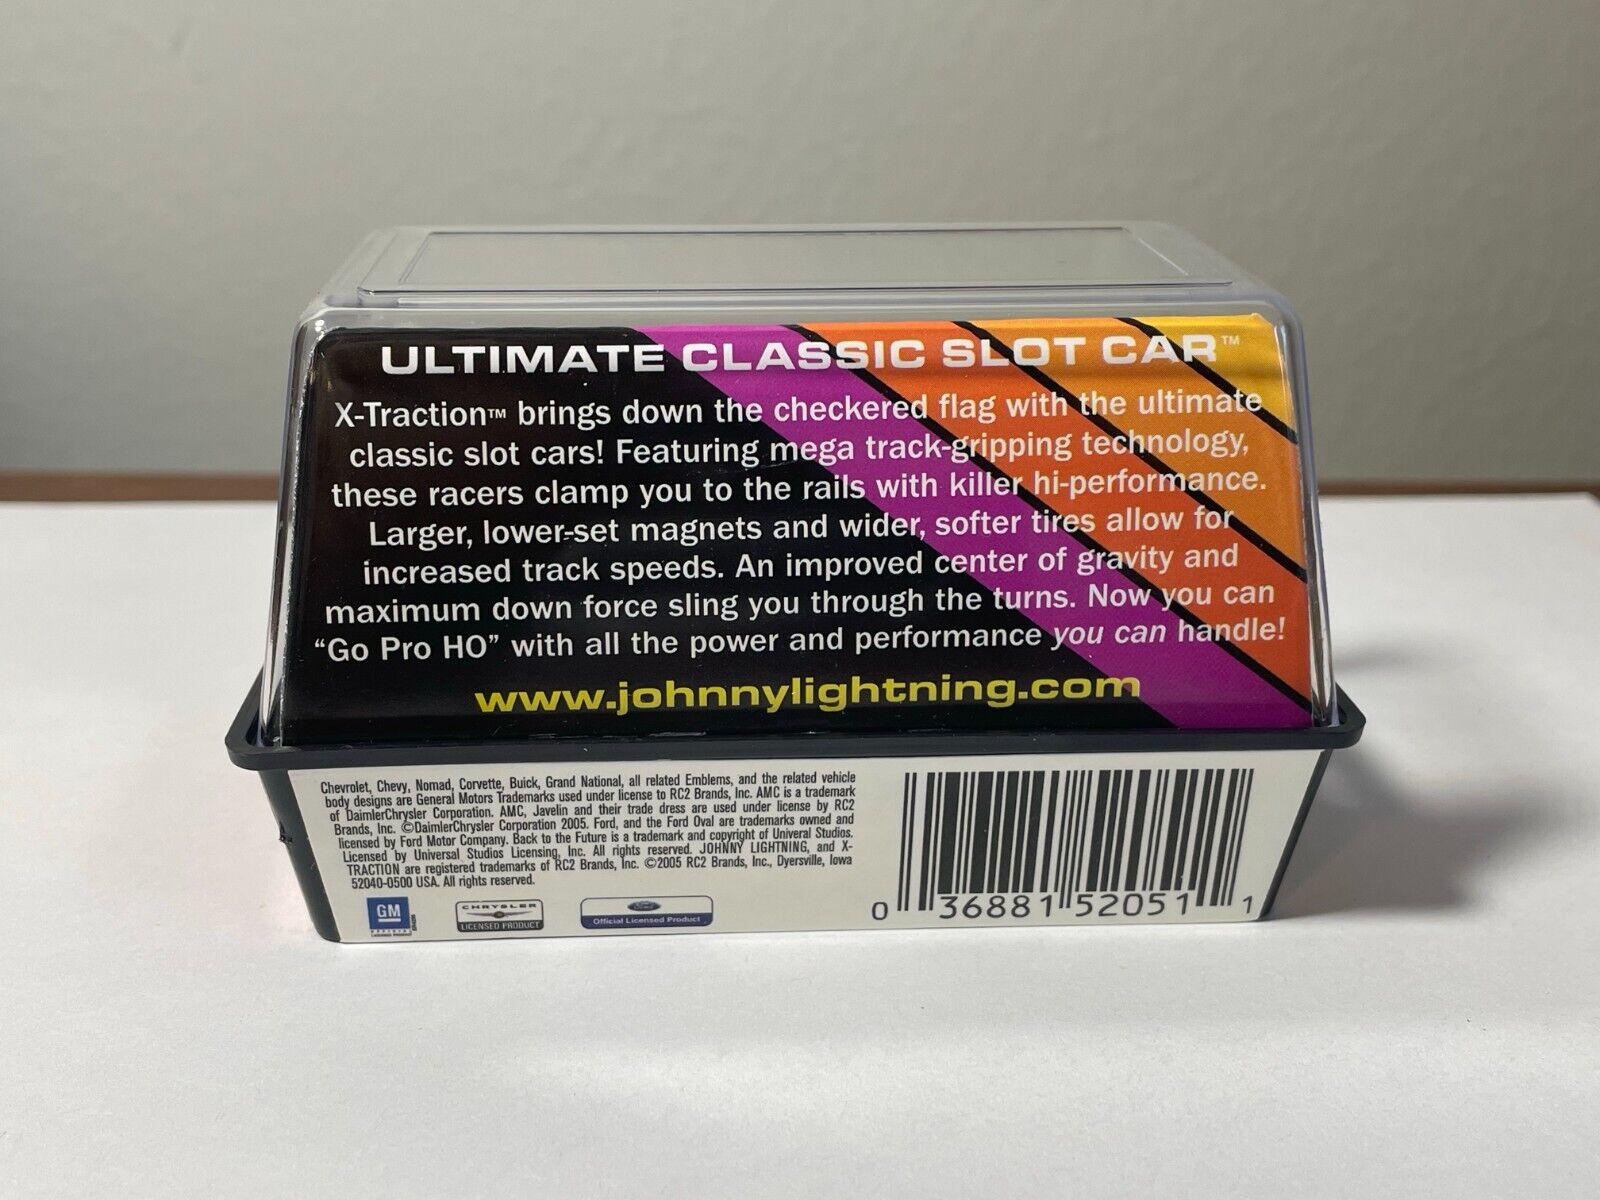 ULTIMATE CLASSIC SLOT CAR™
X-Traction™ brings down the checkered flag with the ultimate
classic slot cars! Featuring mega track-gripping technology,
these racers clamp you to the rails with killer hi-performance.
Larger, lower-set magnets and wider, softer tires allow for
increased track speeds. An improved center of gravity and
maximum down force sling you through the turns. Now you can
“Go Pro HO” with all the power and performance you can handle!
www.johnnylightning.com
Chevrolet, Chevy, Nomad, Corvette, Buick, Grand National, all related Emblems, and the related vehicle
body designs are General Motors Trademarks used under license to RC2 Brands, Inc. AMC is a trademark
of DaimlerChrysler Corporation. AMC, Javelin and their trade dress are used under license by RC2
Brands, Inc. ©DaimlerChrysler Corporation 2005. Ford, and the Ford Oval are trademarks owned and
licensed by Ford Motor Company. Back to the Future is a trademark and copyright of Univeral Studios.
Licensed by Universal Studios Licensing, Inc. All rights reserved. JOHNNY LIGHTNING, and X-
TRACTION are registered trademarks of RC2 Brands, Inc. ©2005 RC2 Brands, Inc., Dyersville, Iowa
52040-0500 USA. All rights reserved.
GM
CHRYSLER
LICENSED PRODUCT
Ford
Official Licensed Product
0 36881 52051 1